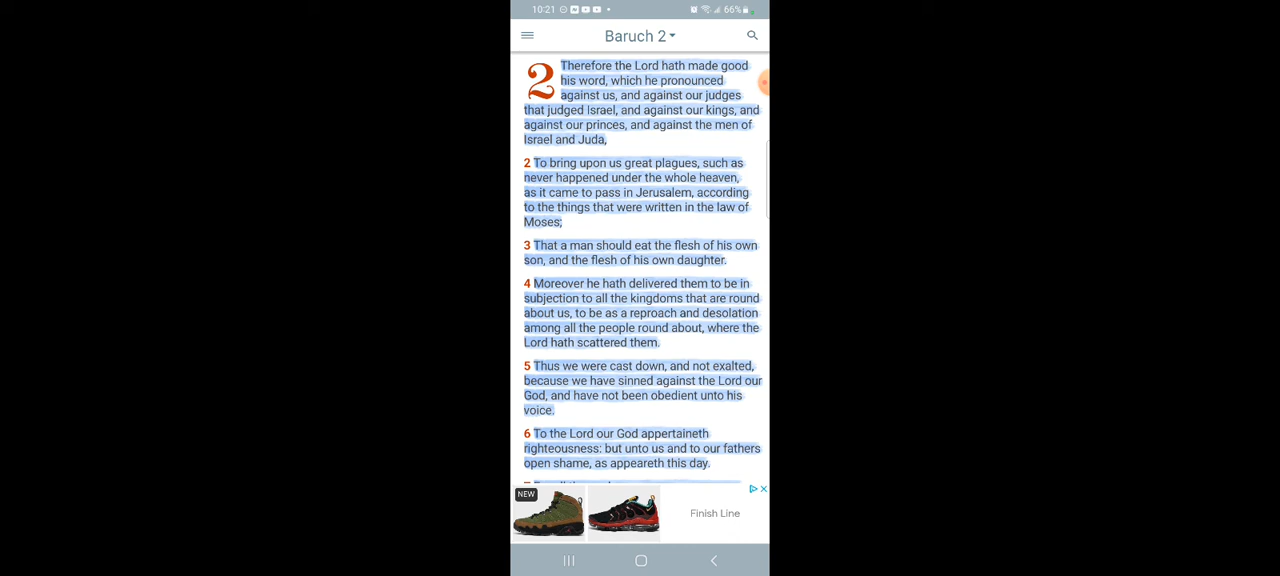 10:21
66%
Baruch 2
2 Therefore the Lord hath made good
his word, which he pronounced
against us, and against our judges
that judged Israel, and against our kings, and
against our princes, and against the men of
Israel and Juda,
2 To bring upon us great plagues, such as
never happened under the whole heaven,
as it came to pass in Jerusalem, according
to the things that were written in the law of
Moses;
3 That a man should eat the flesh of his own
son, and the flesh of his own daughter.
4 Moreover he hath delivered them to be in
subjection to all the kingdoms that are round
about us, to be as a reproach and desolation
among all the people round about, where the
Lord hath scattered them.
5 Thus we were cast down, and not exalted,
because we have sinned against the Lord our
God, and have not been obedient unto his
voice.
6 To the Lord our God appertaineth
righteousness: but unto us and to our fathers
open shame, as appeareth this day.
NEW
Finish Line